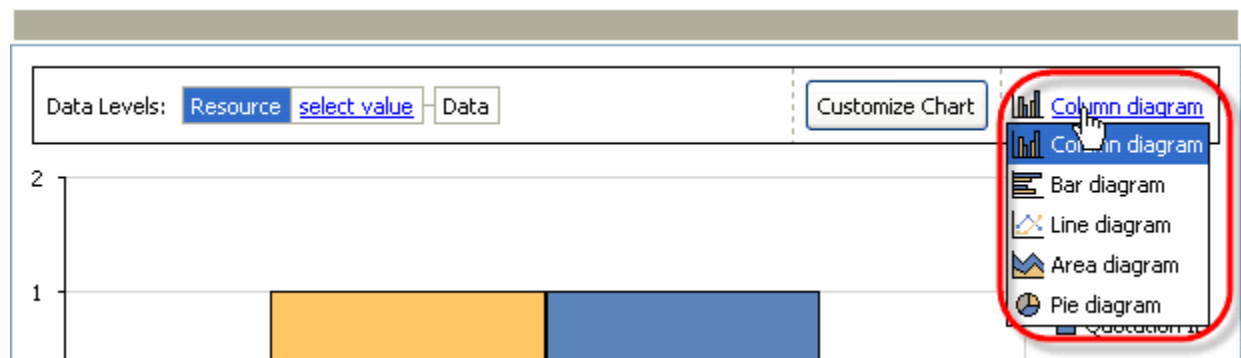 Data Levels: Resource select value Data Customize Chart Column diagram
Column diagram
Bar diagram
Line diagram
Area diagram
Pie diagram
2
1
Quotation